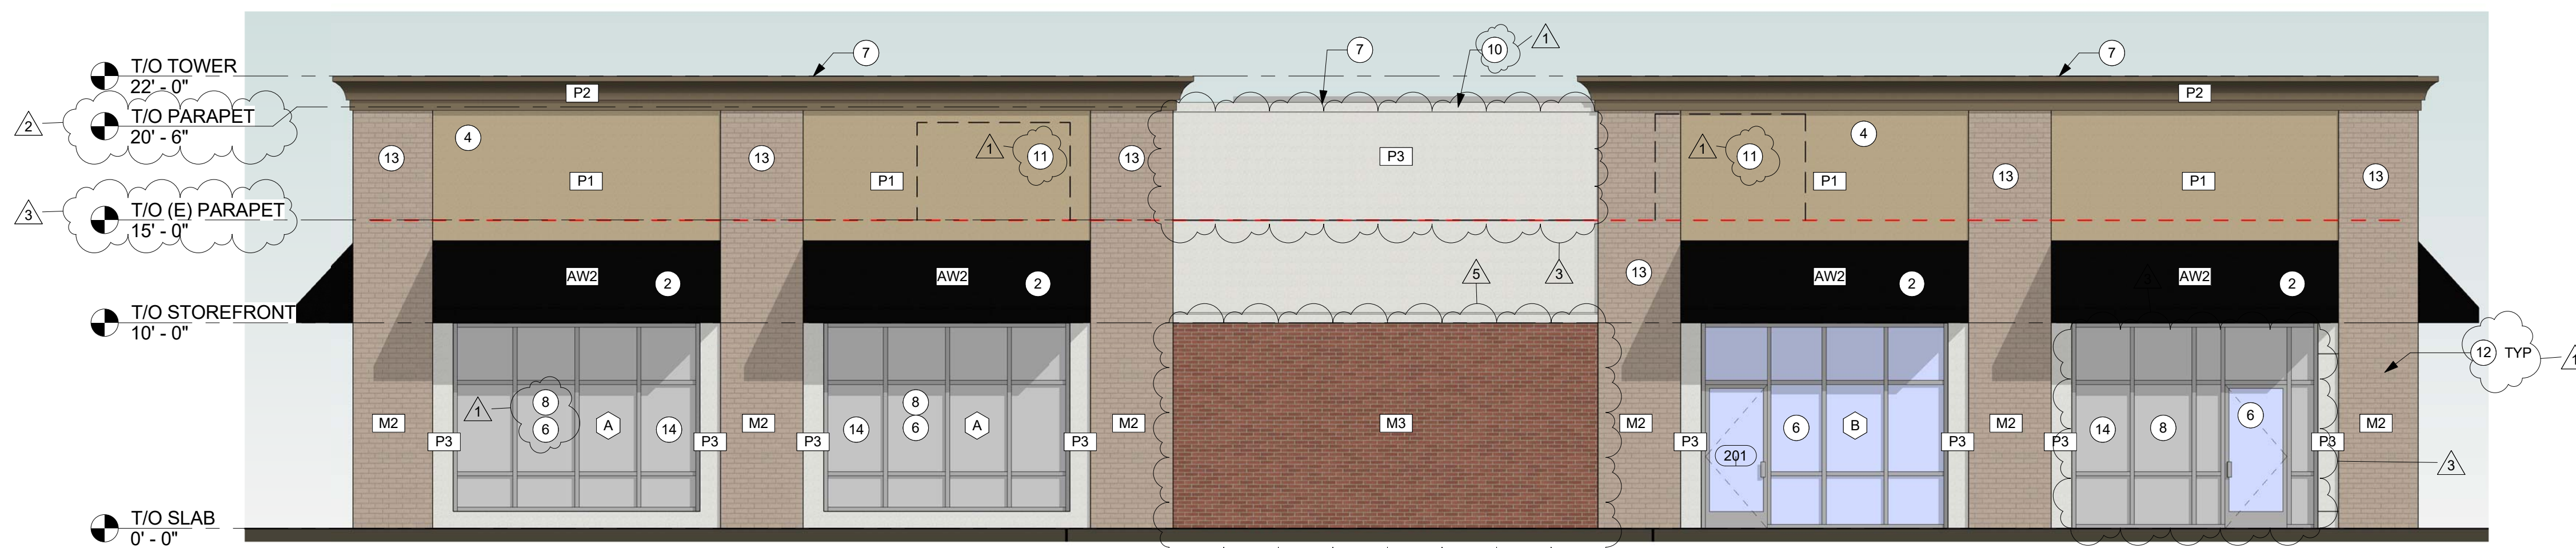 7
7
10
1
7
T/O TOWER
22' - 0"
P2
P2
2
T/O PARAPET
20' - 6"
4
4
13
13
1
11
13
P3
1
11
13
13
P1
P1
P1
P1
3
T/O (E) PARAPET
15' - 0"
AW2
2
AW2
2
5
3
13
AW2
2
AW2
2
T/O STOREFRONT
10' - 0"
12
TYP
1
8
8
1
6
A
14
14
6
A
6
B
14
8
6
M2
M2
M2
M3
M2
M2
M2
P3
P3
P3
P3
P3
P3
P3
P3
201
3
T/O SLAB
0' - 0"